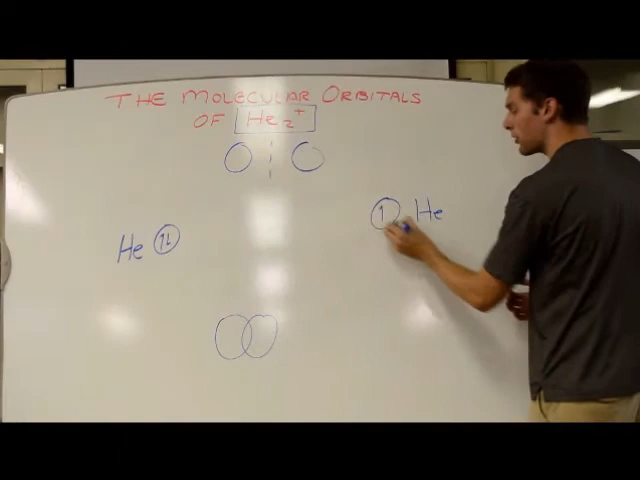 THE MOLECULAR ORBITALS
OF He₂⁺
He
He